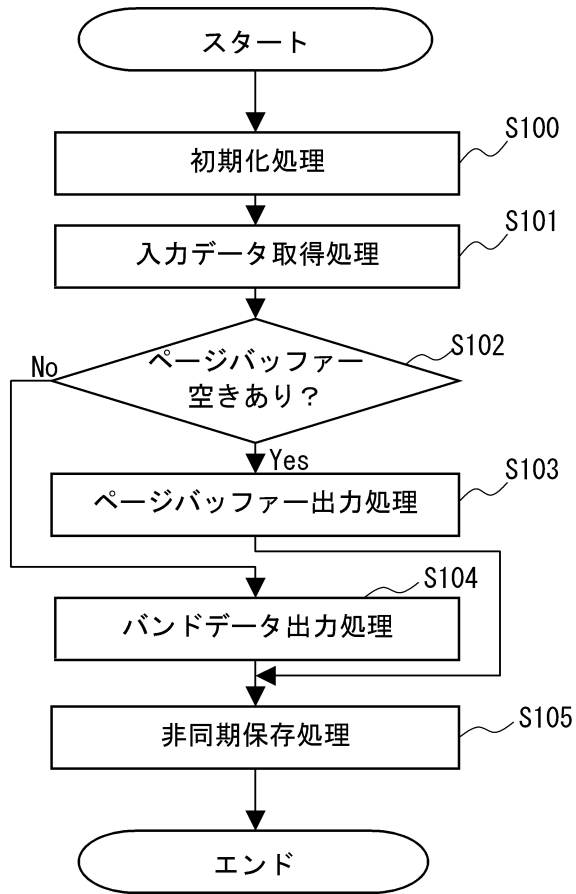 スタート
S100
初期化処理
S101
入力データ取得処理
S102
No
ページバッファー
空きあり？
Yes
S103
ページバッファー出力処理
S104
バンドデータ出力処理
S105
非同期保存処理
エンド